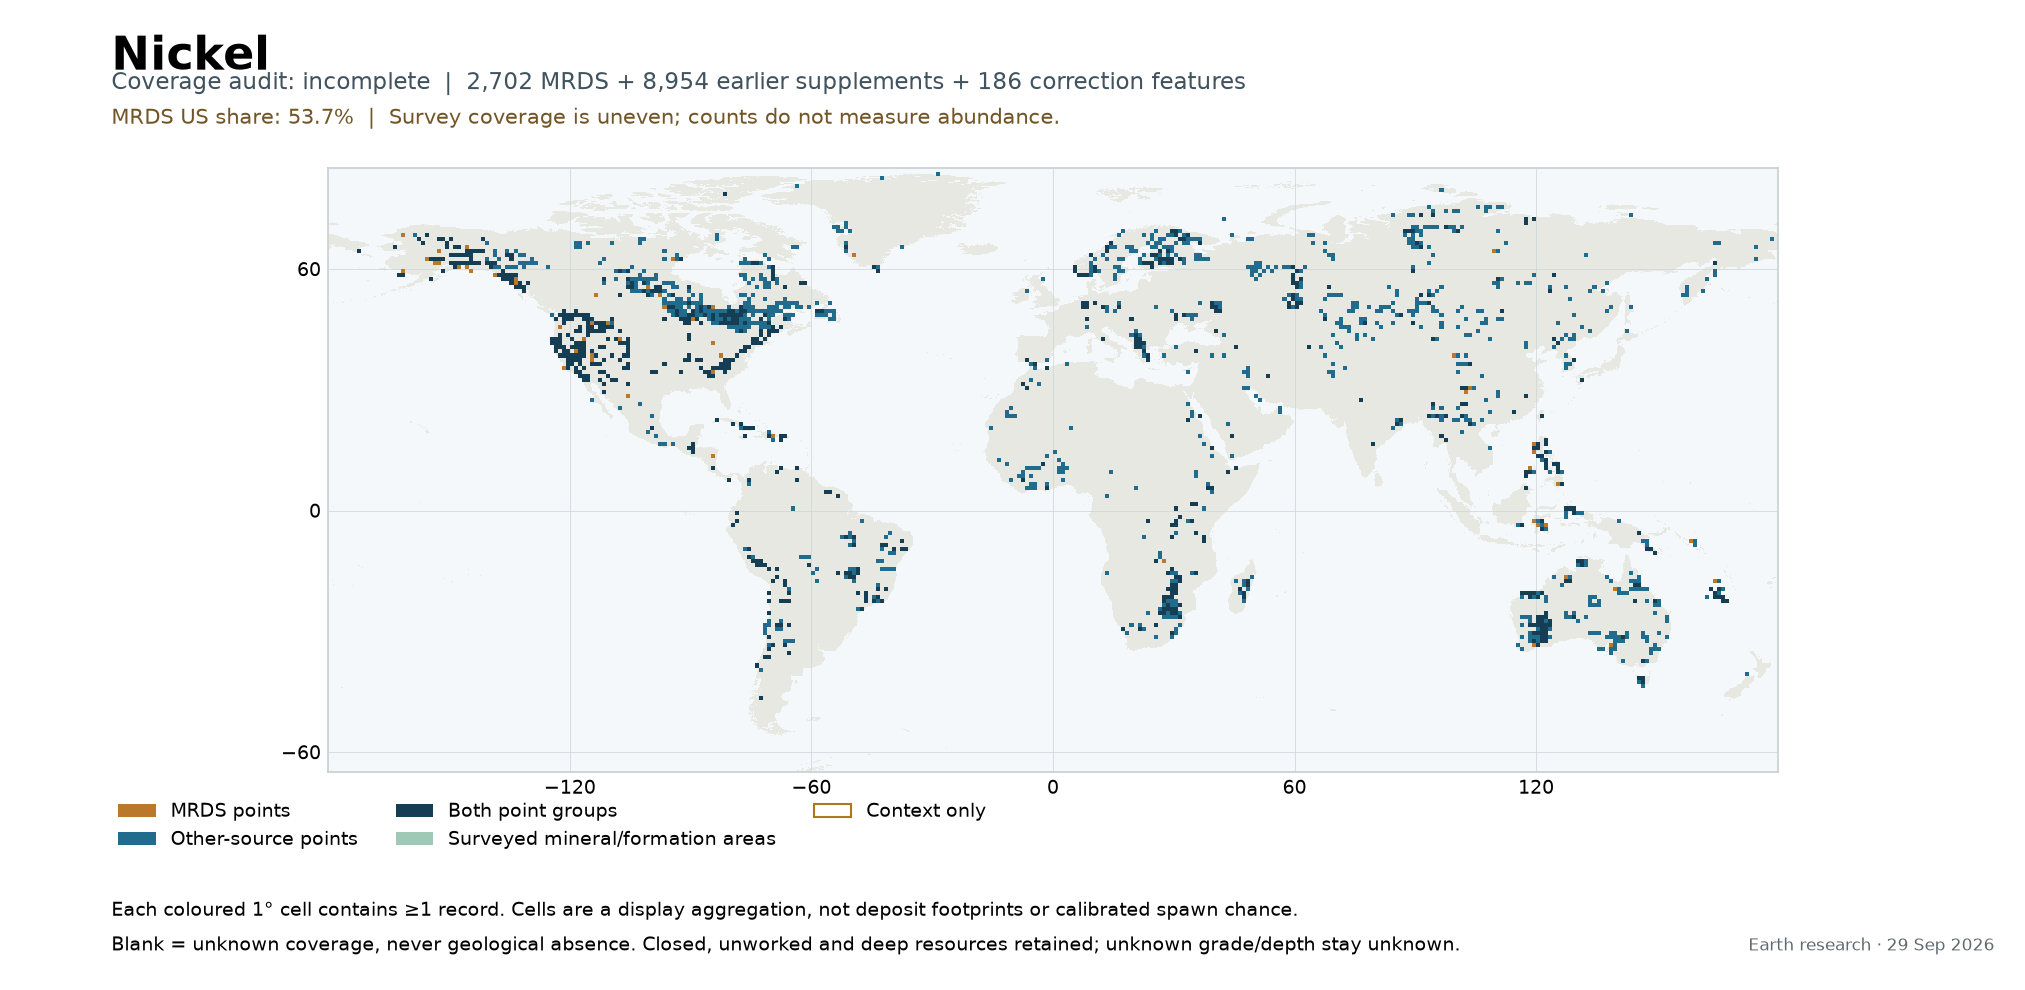 Nickel
Coverage audit: incomplete | 2,702 MRDS + 8,954 earlier supplements + 186 correction features
MRDS US share: 53.7% | Survey coverage is uneven; counts do not measure abundance.
60
0
−60
−120 −60 0 60 120
MRDS points Both point groups Context only
Other-source points Surveyed mineral/formation areas
Each coloured 1° cell contains ≥1 record. Cells are a display aggregation, not deposit footprints or calibrated spawn chance.
Blank = unknown coverage, never geological absence. Closed, unworked and deep resources retained; unknown grade/depth stay unknown.
Earth research · 29 Sep 2026